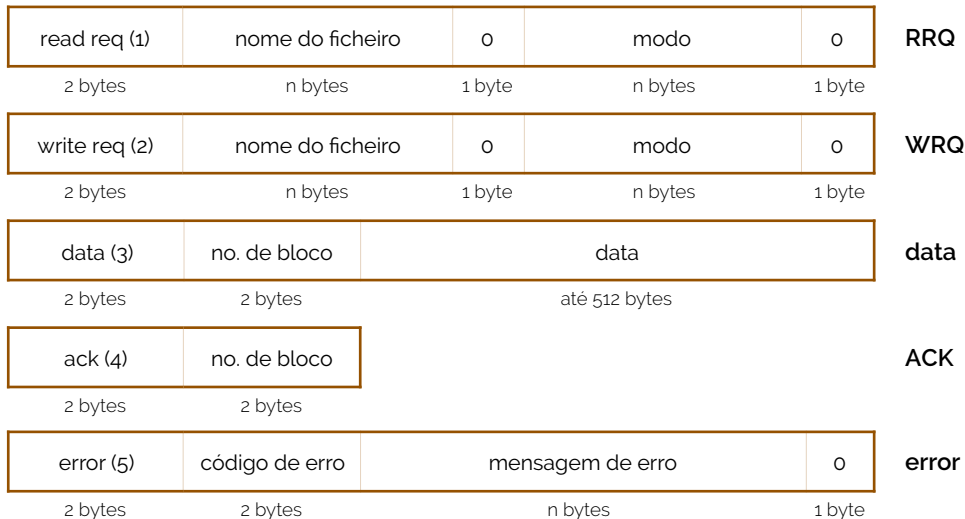 read req (1) nome do ficheiro 0 modo 0 RRQ
2 bytes n bytes 1 byte n bytes 1 byte
write req (2) nome do ficheiro 0 modo 0 WRQ
2 bytes n bytes 1 byte n bytes 1 byte
data (3) no. de bloco data data
2 bytes 2 bytes até 512 bytes
ack (4) no. de bloco ACK
2 bytes 2 bytes
error (5) código de erro mensagem de erro 0 error
2 bytes 2 bytes n bytes 1 byte